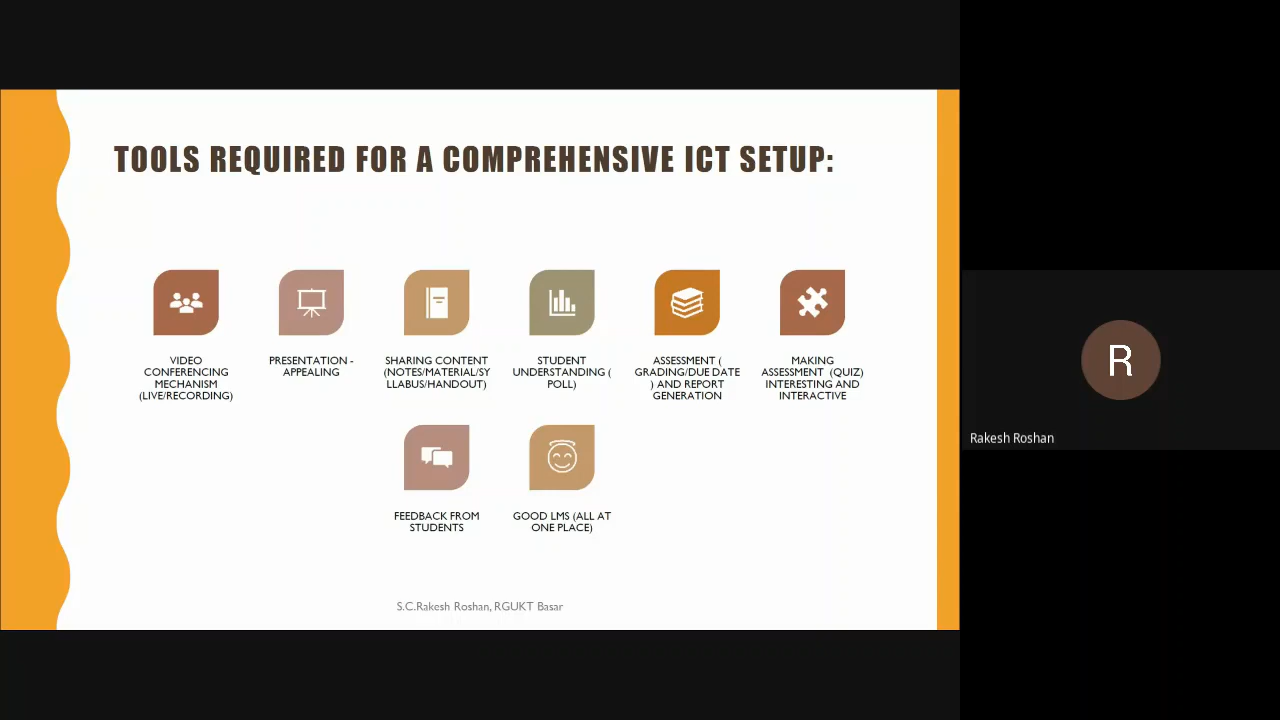 TOOLS REQUIRED FOR A COMPREHENSIVE ICT SETUP:
VIDEO
CONFERENCING
MECHANISM
(LIVE/RECORDING)
PRESENTATION -
APPEALING
SHARING CONTENT
(NOTES/MATERIAL/SY
LLABUS/HANDOUT)
STUDENT
UNDERSTANDING (
POLL)
ASSESSMENT (
GRADING/DUE DATE
) AND REPORT
GENERATION
MAKING
ASSESSMENT (QUIZ)
INTERESTING AND
INTERACTIVE
FEEDBACK FROM
STUDENTS
GOOD LMS (ALL AT
ONE PLACE)
S.C.Rakesh Roshan, RGUKT Basar
R
Rakesh Roshan